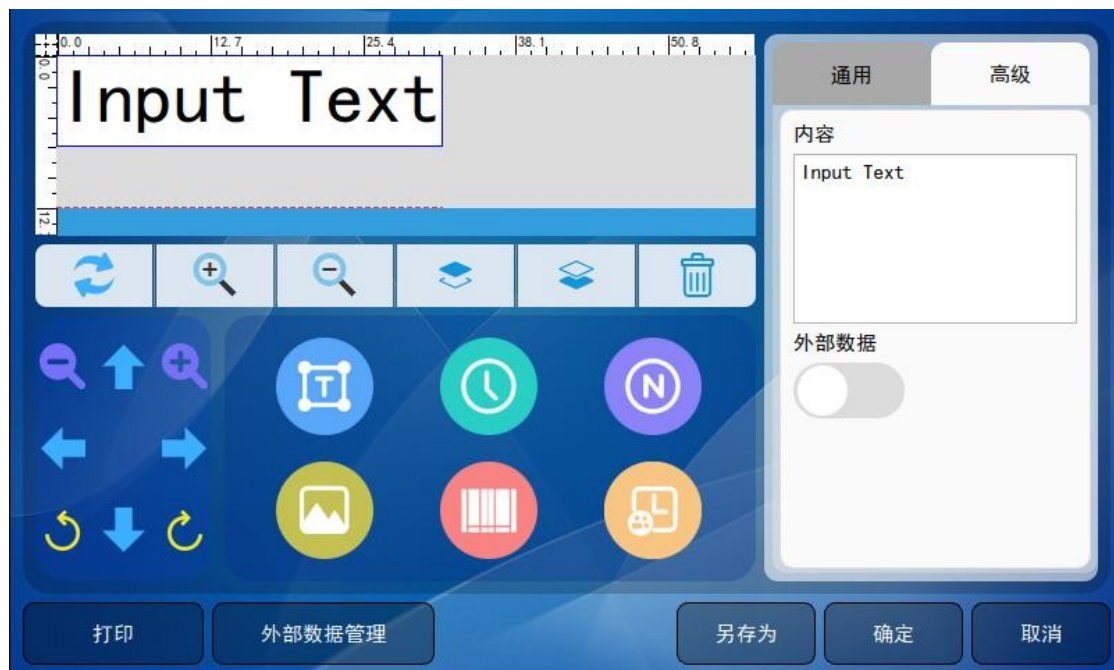 0.0 12.7 25.4 38.1 50.8
0.0
Input Text
12.
通用 高级
内容
Input Text
外部数据
T
N
打印 外部数据管理 另存为 确定 取消